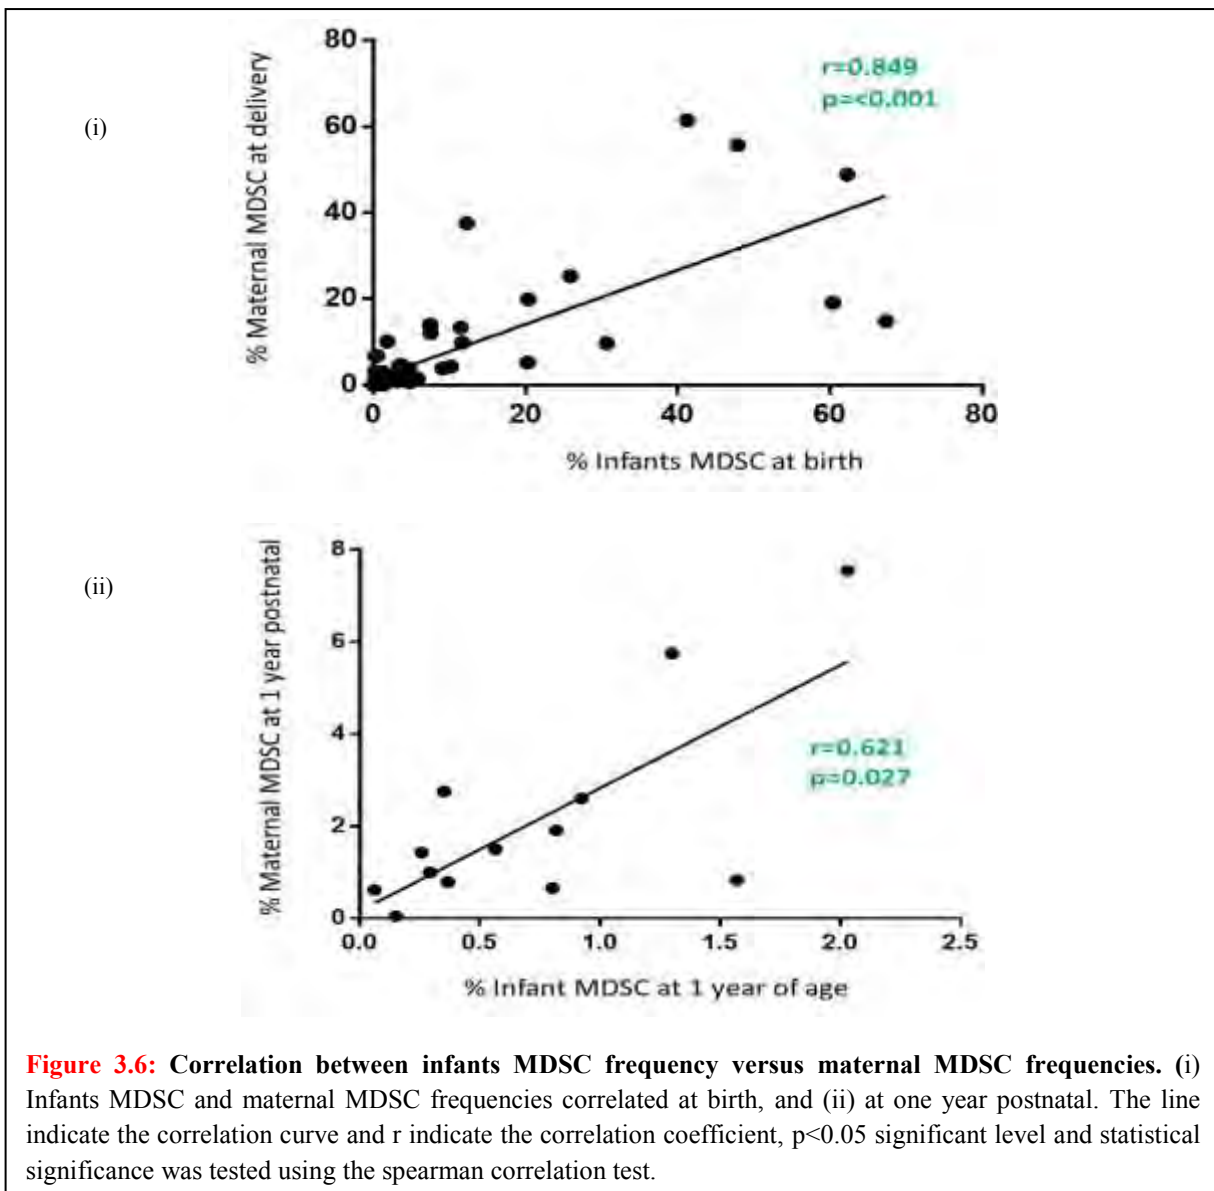 (i)
% Maternal MDSC at delivery
80
60
40
20
0
r=0.849
p=<0.001
0 20 40 60 80
% Infants MDSC at birth
(ii)
% Maternal MDSC at 1 year postnatal
8
6
4
2
0
r=0.621
p=0.027
0.0 0.5 1.0 1.5 2.0 2.5
% Infant MDSC at 1 year of age
Figure 3.6: Correlation between infants MDSC frequency versus maternal MDSC frequencies. (i)
Infants MDSC and maternal MDSC frequencies correlated at birth, and (ii) at one year postnatal. The line
indicate the correlation curve and r indicate the correlation coefficient, p<0.05 significant level and statistical
significance was tested using the spearman correlation test.